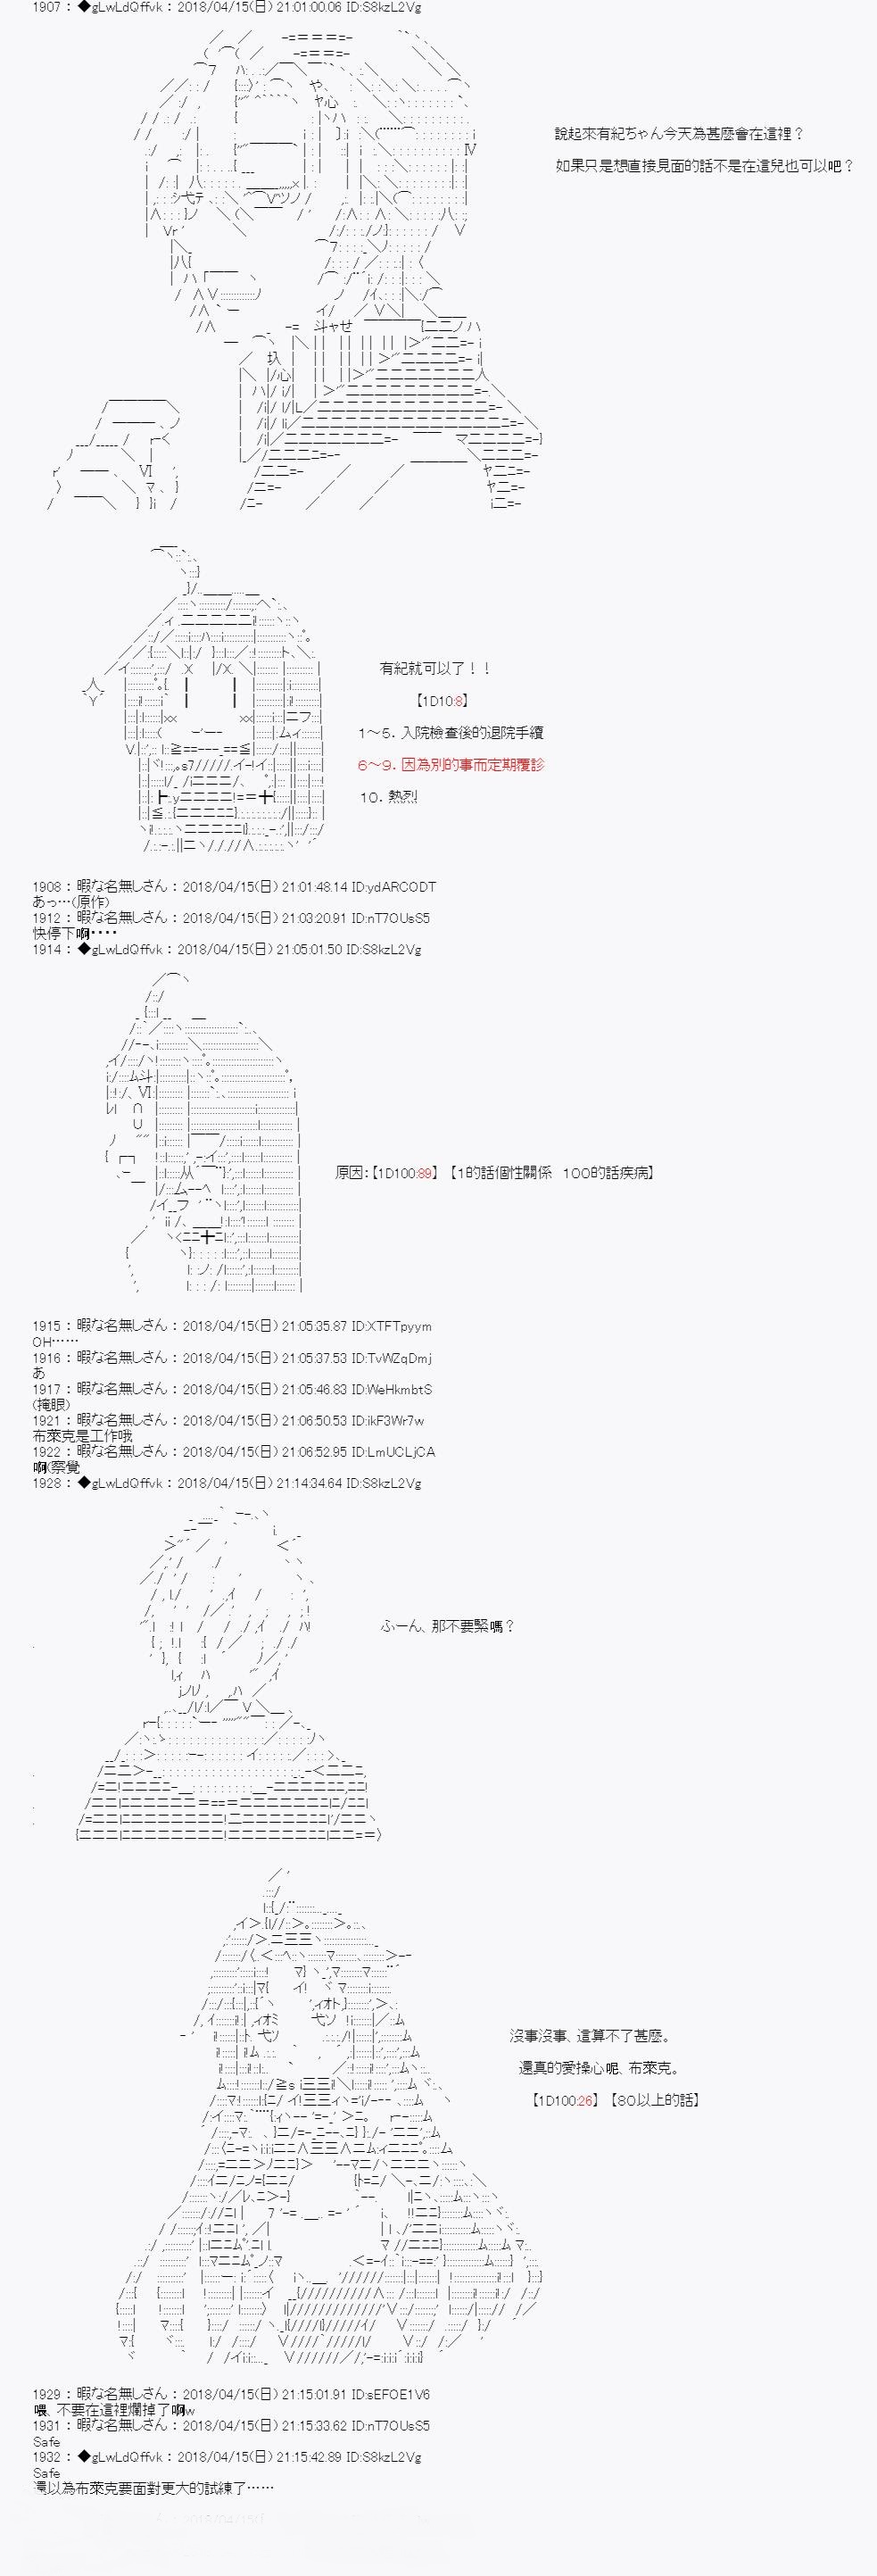 1907 : ◆gLwLdQffvk : 2018/04/15(日) 21:01:00.06 ID:S8kzL2Vg
說起來有紀ちゃん今天為甚麼會在這裡？
如果只是想直接見面的話不是在這兒也可以吧？
有紀就可以了！！
【1D10:8】
１～５．入院檢查後的退院手續
６～９．因為別的事而定期覆診
１０．熱烈
1908 : 暇な名無しさん : 2018/04/15(日) 21:01:48.14 ID:ydARCODT
あっ…(原作)
1912 : 暇な名無しさん : 2018/04/15(日) 21:03:20.91 ID:nT7OUsS5
快停下啊・・・・
1914 : ◆gLwLdQffvk : 2018/04/15(日) 21:05:01.50 ID:S8kzL2Vg
原因：【1D100:89】【１的話個性關係　１００的話疾病】
1915 : 暇な名無しさん : 2018/04/15(日) 21:05:35.87 ID:XTFTpyym
OH……
1916 : 暇な名無しさん : 2018/04/15(日) 21:05:37.53 ID:TvWZqDmj
あ
1917 : 暇な名無しさん : 2018/04/15(日) 21:05:46.83 ID:WeHkmbtS
(掩眼)
1921 : 暇な名無しさん : 2018/04/15(日) 21:06:50.53 ID:ikF3Wr7w
布萊克是工作哦
1922 : 暇な名無しさん : 2018/04/15(日) 21:06:52.95 ID:LmUCLjCA
啊(察覺
1928 : ◆gLwLdQffvk : 2018/04/15(日) 21:14:34.64 ID:S8kzL2Vg
ふーん、那不要緊嗎？
沒事沒事、這算不了甚麼。
還真的愛操心呢、布萊克。
【1D100:26】【８０以上的話】
1929 : 暇な名無しさん : 2018/04/15(日) 21:15:01.91 ID:sEFOE1V6
喂、不要在這裡爛掉了啊w
1931 : 暇な名無しさん : 2018/04/15(日) 21:15:33.62 ID:nT7OUsS5
Safe
1932 : ◆gLwLdQffvk : 2018/04/15(日) 21:15:42.89 ID:S8kzL2Vg
Safe
還以為布萊克要面對更大的試練了……